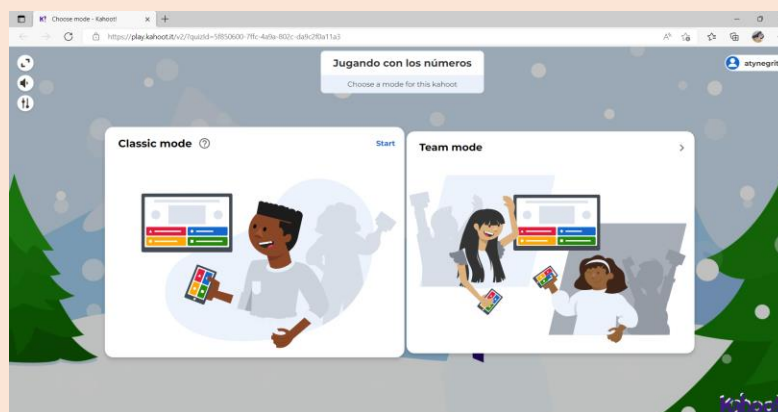 Choose mode - Kahoot!
https://play.kahoot.it/v2/?quizId=5f850600-7ffc-4a9a-802c-da9c2f0a11a3
Jugando con los números
Choose a mode for this kahoot
atynegrit
Classic mode
Start
Team mode
Kahoot